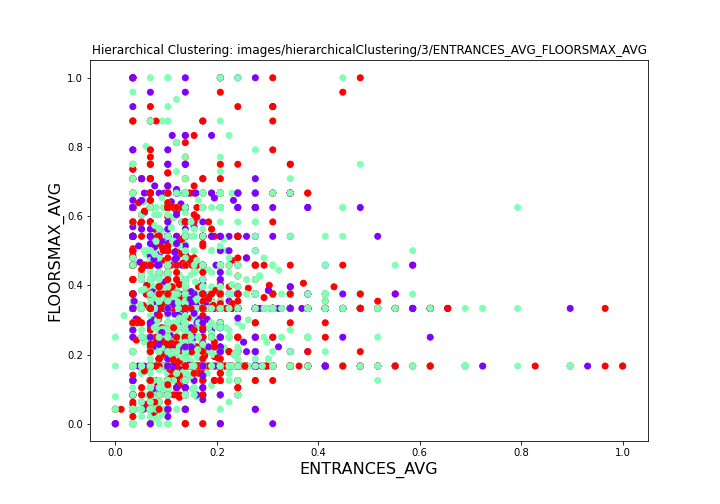 Hierarchical Clustering: images/hierarchicalClustering/3/ENTRANCES_AVG_FLOORSMAX_AVG
1.0
0.8
0.6
0.4
0.2
0.0
FLOORSMAX_AVG
0.0 0.2 0.4 0.6 0.8 1.0
ENTRANCES_AVG